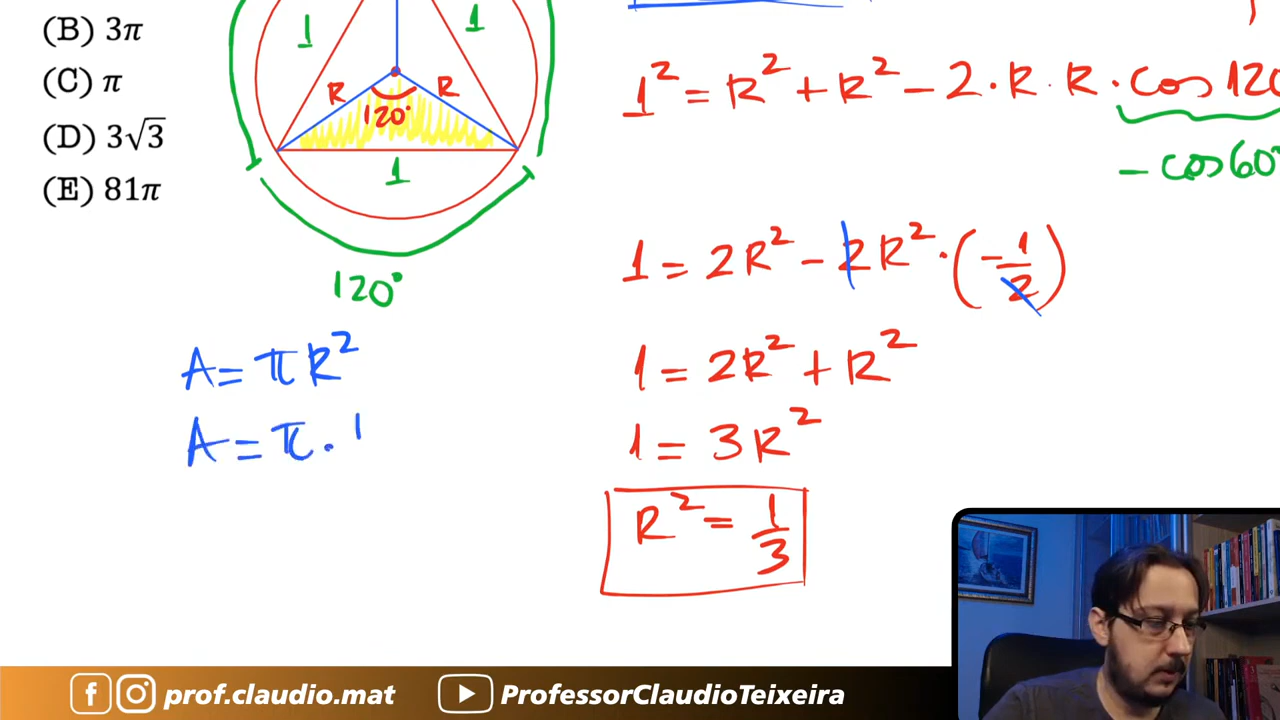 (B) 3π
(C) π
(D) 3√3
(E) 81π
1
1
R
R
120°
1
120°
1² = R² + R² - 2 · R · R · cos 120
- cos 60°
1 = 2R² - 2R² · (-1/2)
1 = 2R² + R²
1 = 3R²
R² = 1/3
A = πR²
A = π · 1
prof.claudio.mat
ProfessorClaudioTeixeira